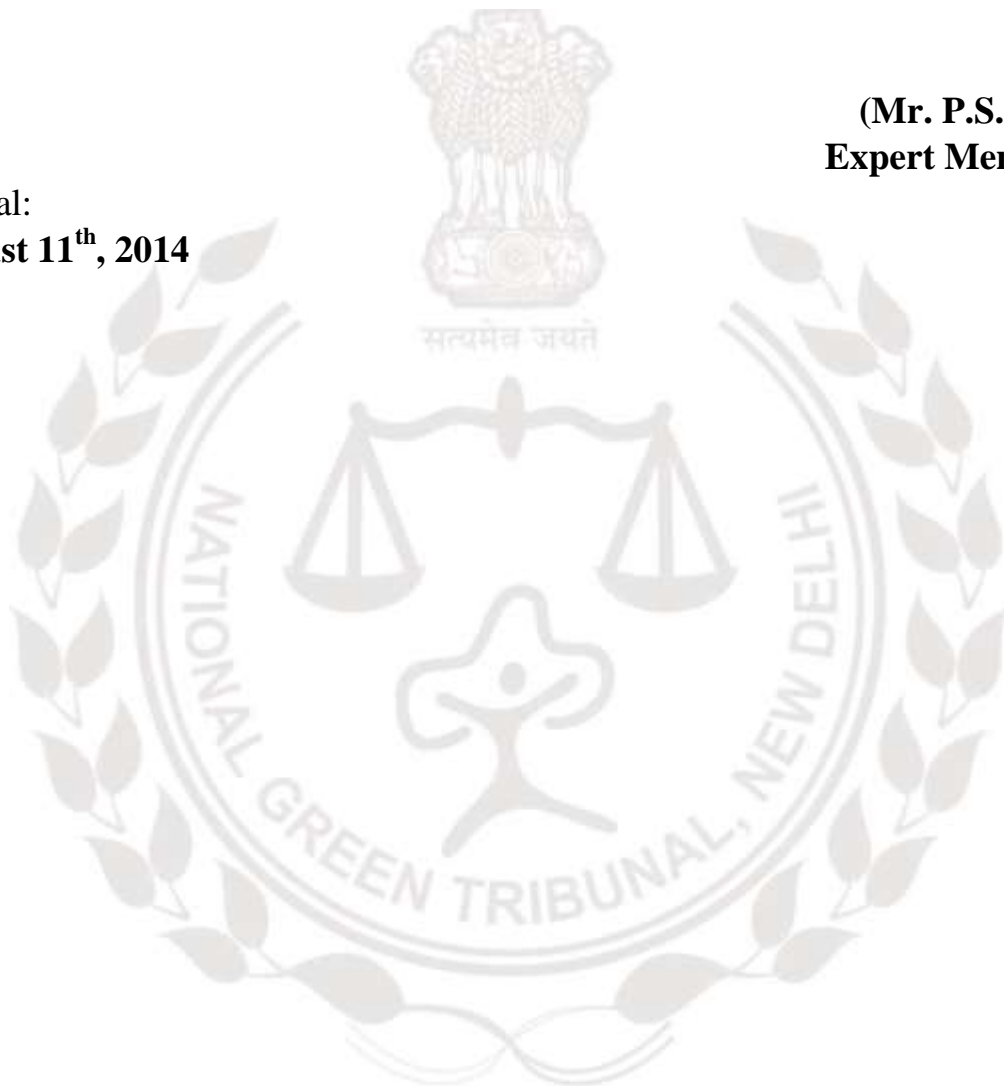 (Mr. P.S.
Expert Mer
al:
st 11th, 2014
सत्यमेव जयते
NATIONAL GREEN TRIBUNAL, NEW DELHI